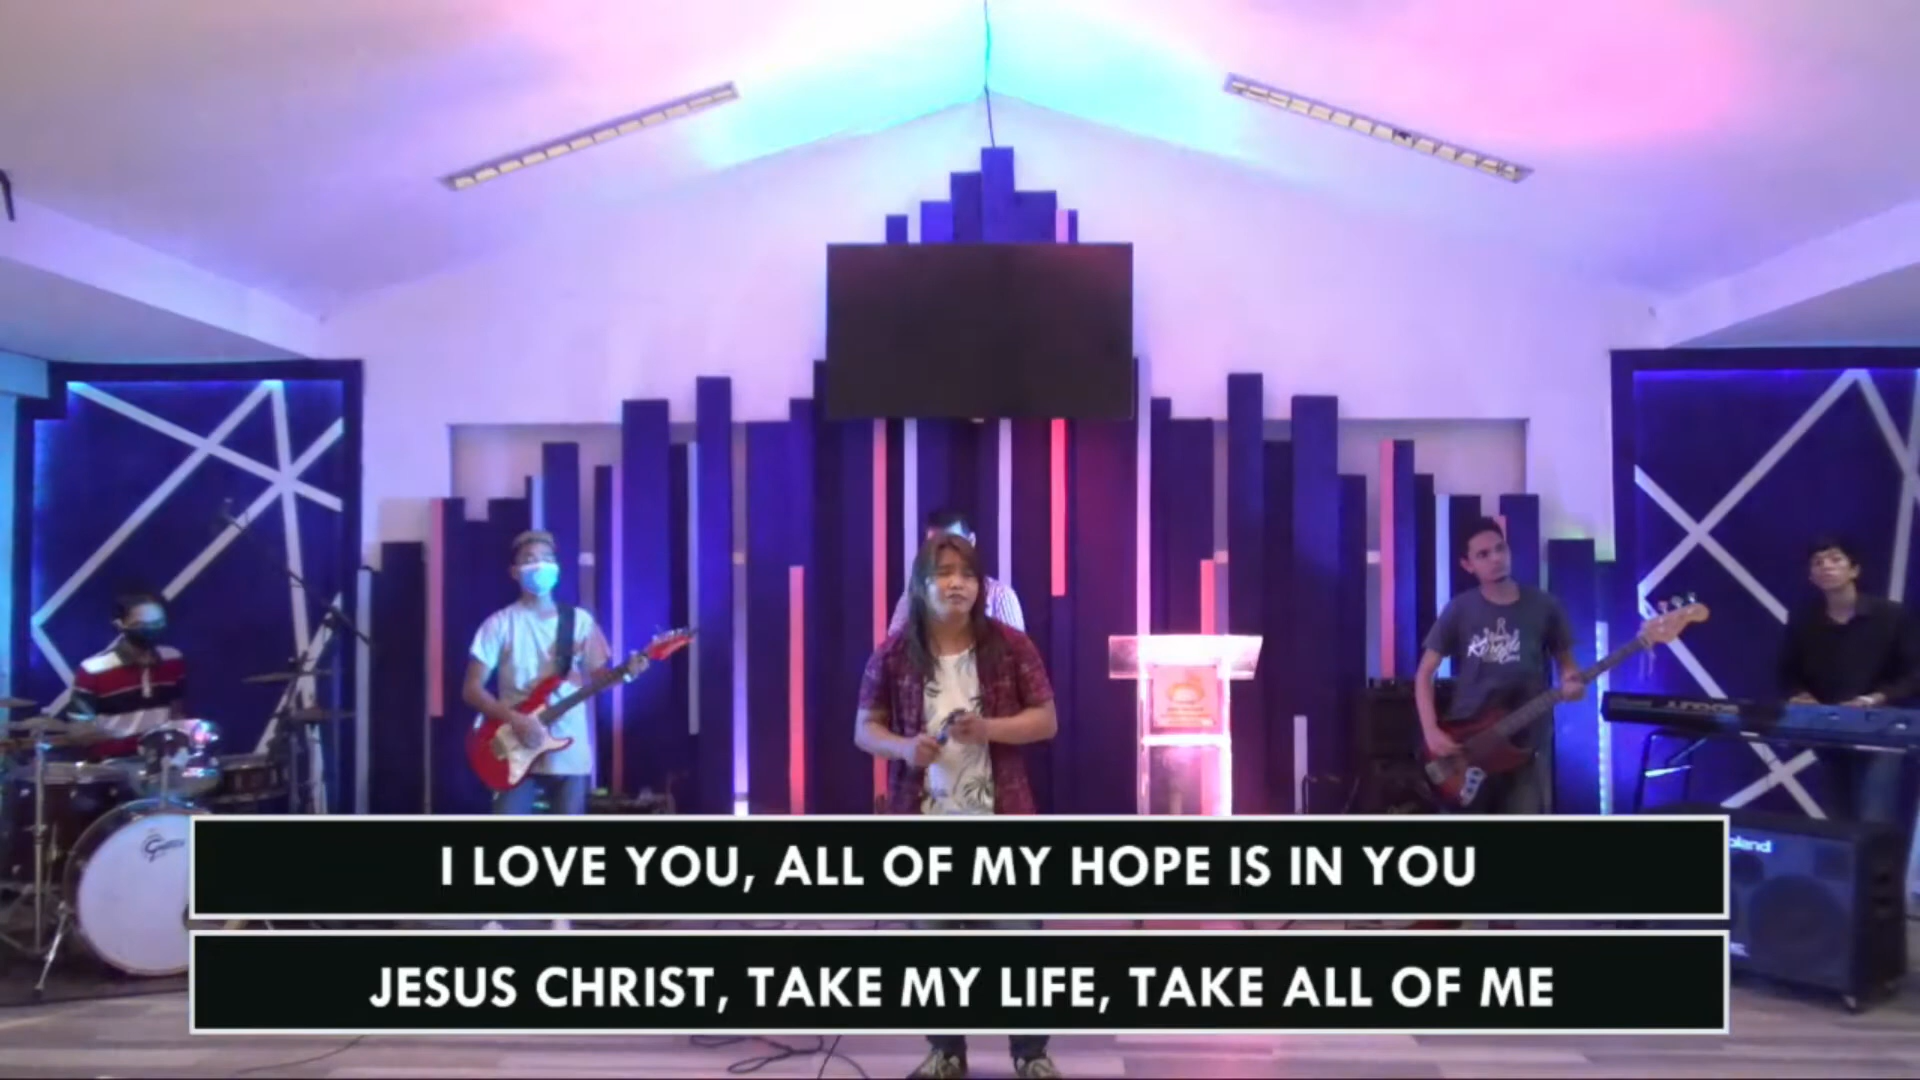 I LOVE YOU, ALL OF MY HOPE IS IN YOU
JESUS CHRIST, TAKE MY LIFE, TAKE ALL OF ME